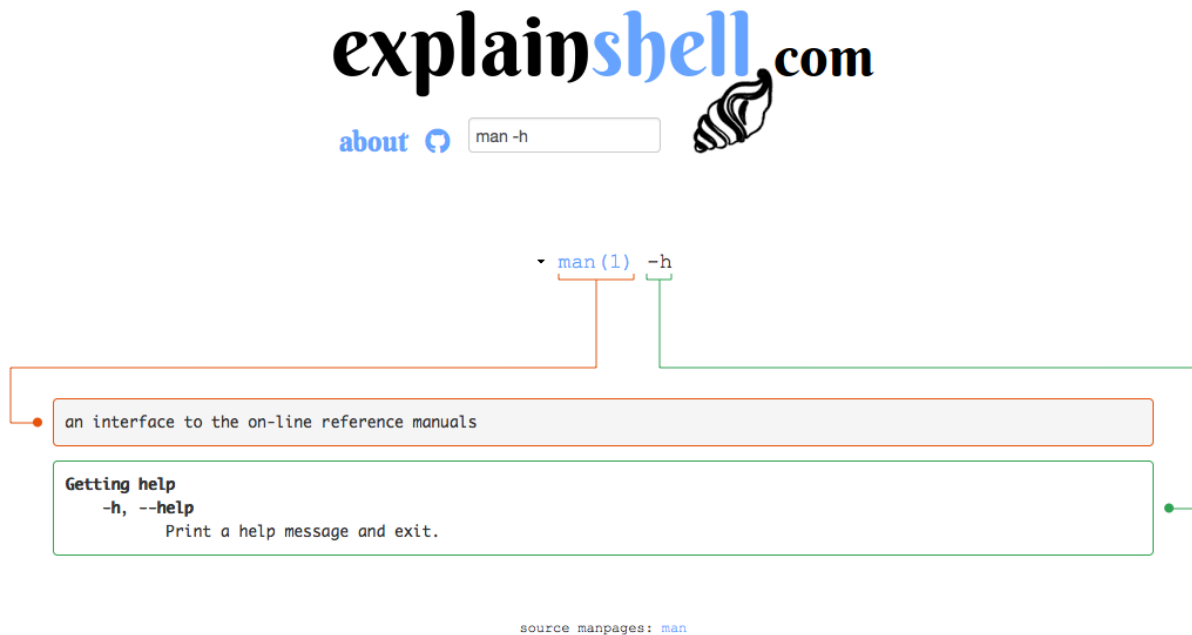 explainshell.com
about man -h
man(1) -h
an interface to the on-line reference manuals
Getting help
-h, --help
Print a help message and exit.
source manpages: man